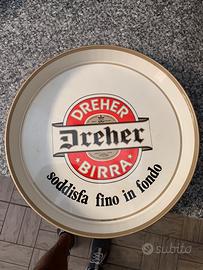 DREHER
Dreher
BIRRA
soddisfa fino in fondo
subito